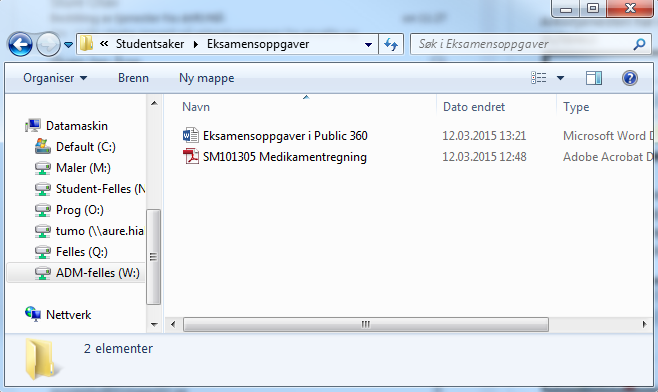 « Studentsaker ▸ Eksamensoppgaver
Søk i Eksamensoppgaver
Organiser Brenn Ny mappe
Navn Dato endret Type
Eksamensoppgaver i Public 360 12.03.2015 13:21 Microsoft Word D
SM101305 Medikamentregning 12.03.2015 12:48 Adobe Acrobat D
Datamaskin
Default (C:)
Maler (M:)
Student-Felles (N
Prog (O:)
tumo (\\aure.hia
Felles (Q:)
ADM-felles (W:)
Nettverk
2 elementer